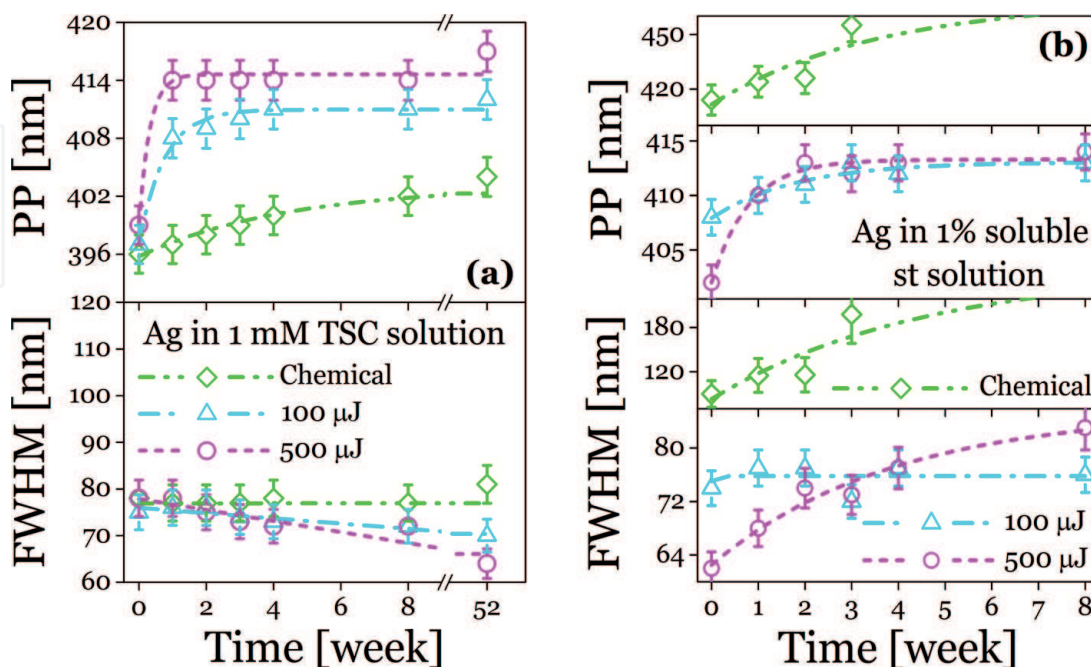 420
414
408
402
396
PP [nm]
(a)
120
110
100
90
80
70
60
FWHM [nm]
Ag in 1 mM TSC solution
Chemical
100 μJ
500 μJ
0 2 4 6 8 52
Time [week]
450
420
PP [nm]
(b)
415
410
405
Ag in 1% soluble
st solution
180
120
FWHM [nm]
Chemical
80
72
64
100 μJ
500 μJ
0 1 2 3 4 5 6 7 8
Time [week]